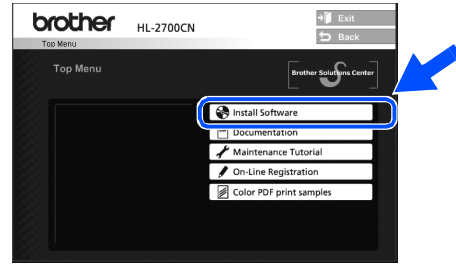 brother
HL-2700CN
Exit
Back
Top Menu
Top Menu
Brother Solutions Center
Install Software
Documentation
Maintenance Tutorial
On-Line Registration
Color PDF print samples